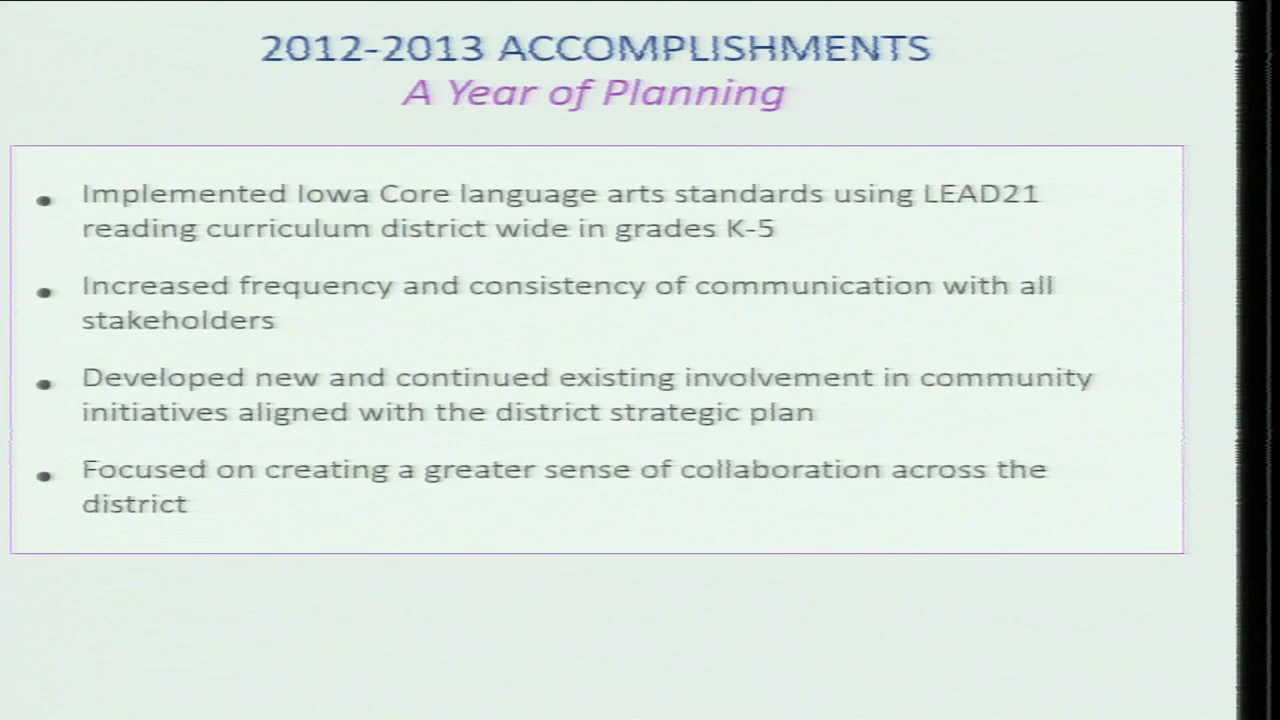 2012-2013 ACCOMPLISHMENTS
A Year of Planning
• Implemented Iowa Core language arts standards using LEAD21
reading curriculum district wide in grades K-5
• Increased frequency and consistency of communication with all
stakeholders
• Developed new and continued existing involvement in community
initiatives aligned with the district strategic plan
• Focused on creating a greater sense of collaboration across the
district